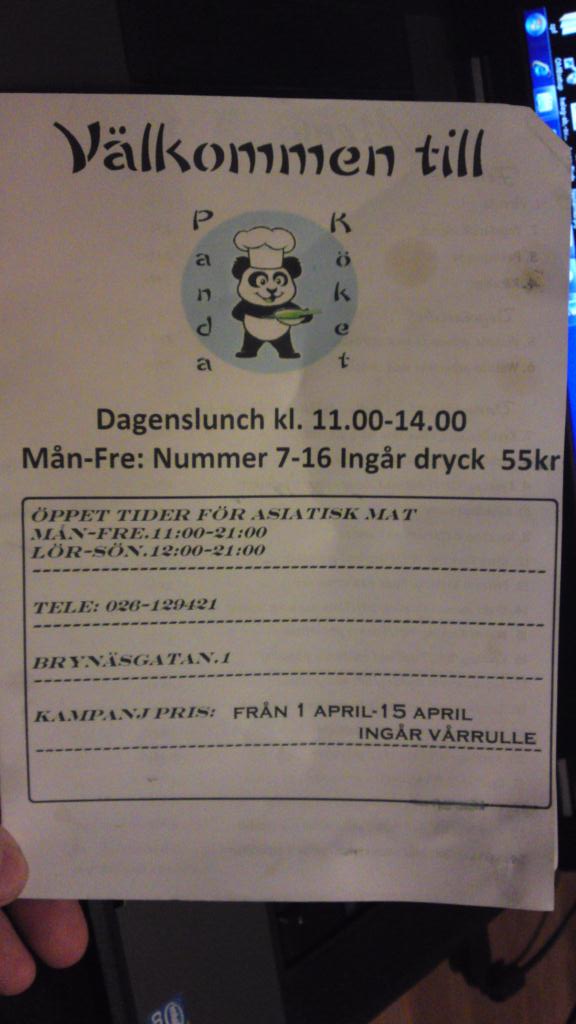 Välkommen till
Panda Köket
Dagenslunch kl. 11.00-14.00
Mån-Fre: Nummer 7-16 Ingår dryck 55kr
ÖPPET TIDER FÖR ASIATISK MAT
MÅN-FRE.11:00-21:00
LÖR-SÖN.12:00-21:00
TELE: 026-129421
BRYNÄSGATAN.1
KAMPANJ PRIS: FRÅN 1 APRIL-15 APRIL
INGÅR VÅRRULLE